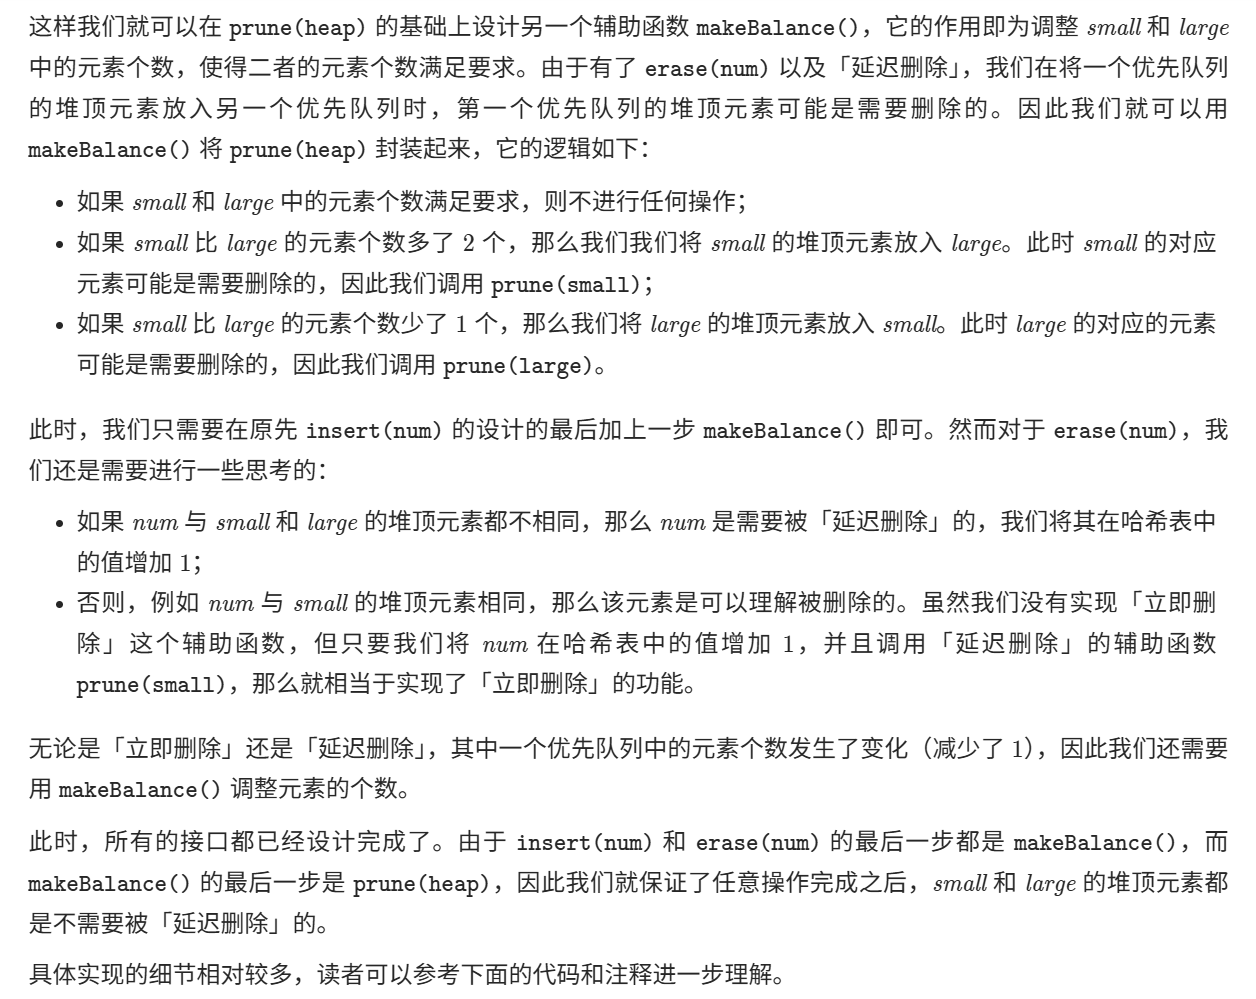 这样我们就可以在 prune(heap) 的基础上设计另一个辅助函数 makeBalance()，它的作用即为调整 small 和 large
中的元素个数，使得二者的元素个数满足要求。由于有了 erase(num) 以及「延迟删除」，我们在将一个优先队列
的堆顶元素放入另一个优先队列时，第一个优先队列的堆顶元素可能是需要删除的。因此我们就可以用
makeBalance() 将 prune(heap) 封装起来，它的逻辑如下：
• 如果 small 和 large 中的元素个数满足要求，则不进行任何操作；
• 如果 small 比 large 的元素个数多了 2 个，那么我们我们将 small 的堆顶元素放入 large。此时 small 的对应
元素可能是需要删除的，因此我们调用 prune(small)；
• 如果 small 比 large 的元素个数少了 1 个，那么我们将 large 的堆顶元素放入 small。此时 large 的对应的元素
可能是需要删除的，因此我们调用 prune(large)。
此时，我们只需要在原先 insert(num) 的设计的最后加上一步 makeBalance() 即可。然而对于 erase(num)，我
们还是需要进行一些思考的：
• 如果 num 与 small 和 large 的堆顶元素都不相同，那么 num 是需要被「延迟删除」的，我们将其在哈希表中
的值增加 1；
• 否则，例如 num 与 small 的堆顶元素相同，那么该元素是可以理解被删除的。虽然我们没有实现「立即删
除」这个辅助函数，但只要我们将 num 在哈希表中的值增加 1，并且调用「延迟删除」的辅助函数
prune(small)，那么就相当于实现了「立即删除」的功能。
无论是「立即删除」还是「延迟删除」，其中一个优先队列中的元素个数发生了变化（减少了 1），因此我们还需要
用 makeBalance() 调整元素的个数。
此时，所有的接口都已经设计完成了。由于 insert(num) 和 erase(num) 的最后一步都是 makeBalance()，而
makeBalance() 的最后一步是 prune(heap)，因此我们就保证了任意操作完成之后，small 和 large 的堆顶元素都
是不需要被「延迟删除」的。
具体实现的细节相对较多，读者可以参考下面的代码和注释进一步理解。